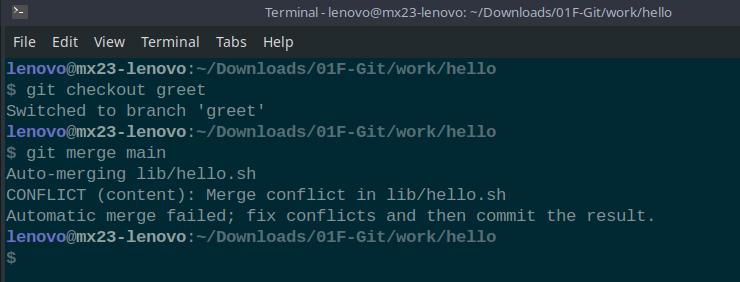 Terminal - lenovo@mx23-lenovo: ~/Downloads/01F-Git/work/hello
File Edit View Terminal Tabs Help
lenovo@mx23-lenovo:~/Downloads/01F-Git/work/hello
$ git checkout greet
Switched to branch 'greet'
lenovo@mx23-lenovo:~/Downloads/01F-Git/work/hello
$ git merge main
Auto-merging lib/hello.sh
CONFLICT (content): Merge conflict in lib/hello.sh
Automatic merge failed; fix conflicts and then commit the result.
lenovo@mx23-lenovo:~/Downloads/01F-Git/work/hello
$